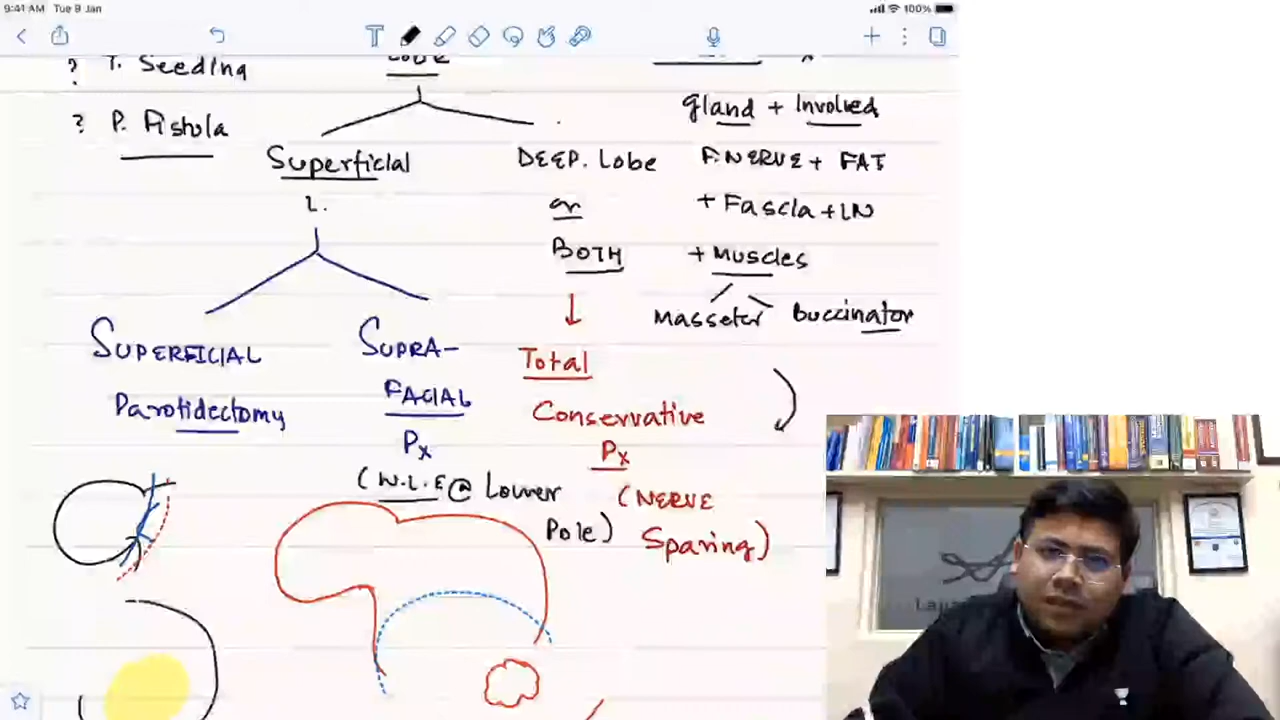 9:41 AM Tue 9 Jan
100%
? T. Seeding
? P. Fistula
Superficial
L.
SUPERFICIAL
Parotidectomy
SUPRA-
FACIAL
Px
(W.L.E @ Lower
Pole)
DEEP. Lobe
or
BOTH
Total
Conservative
Px
(NERVE
Sparing)
gland + Involved
F. NERVE + FAT
+ Fascia + LN
+ Muscles
Masseter Buccinator